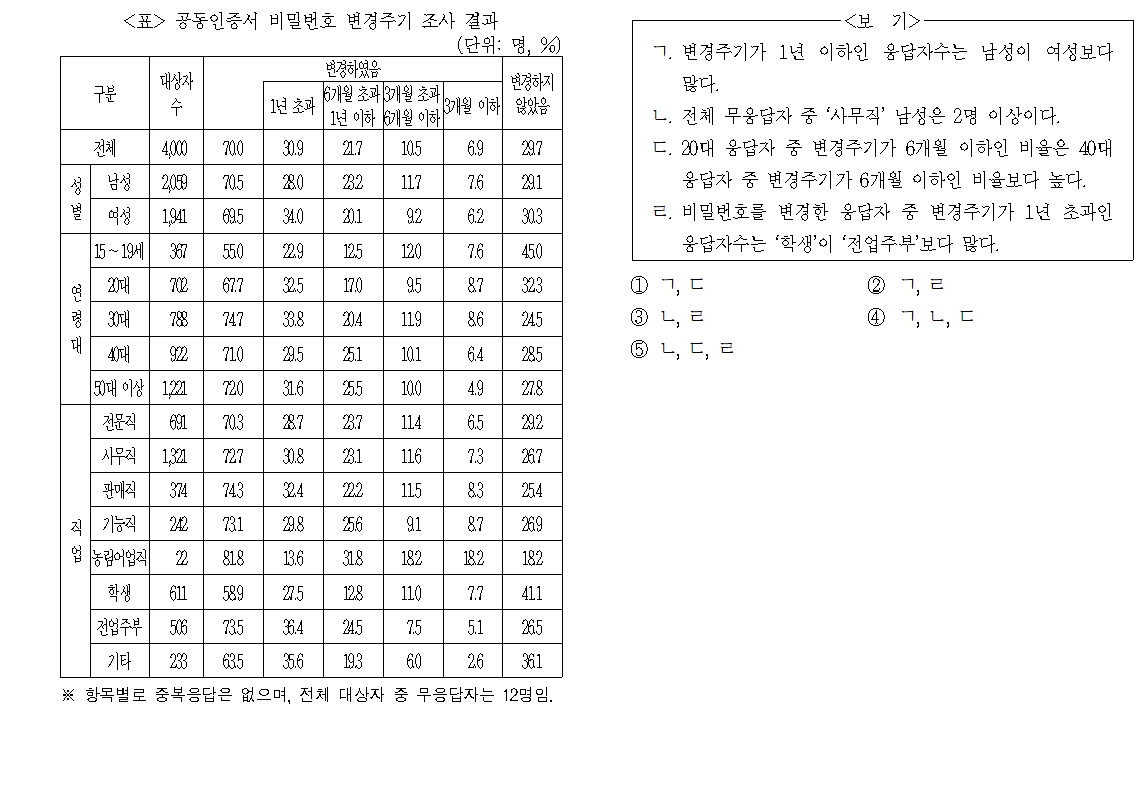 <표> 공동인증서 비밀번호 변경주기 조사 결과
(단위: 명, %)
구분 대상자 수 변경하였음 변경하지 않았음
1년 초과 6개월 초과 1년 이하 3개월 초과 6개월 이하 3개월 이하
전체 4,000 70.0 30.9 21.7 10.5 6.9 29.7
성별 남성 2,059 70.5 28.0 23.2 11.7 7.6 29.1
여성 1,941 69.5 34.0 20.1 9.2 6.2 30.3
연령대 15~19세 367 55.0 22.9 12.5 12.0 7.6 45.0
20대 702 67.7 32.5 17.0 9.5 8.7 32.3
30대 788 74.7 33.8 20.4 11.9 8.6 24.5
40대 922 71.0 29.5 25.1 10.1 6.4 28.5
50대 이상 1,221 72.0 31.6 25.5 10.0 4.9 27.8
직업 전문직 691 70.3 28.7 23.7 11.4 6.5 29.2
사무직 1,321 72.7 30.8 23.1 11.6 7.3 26.7
판매직 374 74.3 32.4 22.2 11.5 8.3 25.4
기능직 242 73.1 29.8 25.6 9.1 8.7 26.9
농림어업직 22 81.8 13.6 31.8 18.2 18.2 18.2
학생 611 58.9 27.5 12.8 11.0 7.7 41.1
전업주부 506 73.5 36.4 24.5 7.5 5.1 26.5
기타 233 63.5 35.6 19.3 6.0 2.6 36.1
※ 항목별로 중복응답은 없으며, 전체 대상자 중 무응답자는 12명임.
<보 기>
ㄱ. 변경주기가 1년 이하인 응답자수는 남성이 여성보다
많다.
ㄴ. 전체 무응답자 중 ‘사무직’ 남성은 2명 이상이다.
ㄷ. 20대 응답자 중 변경주기가 6개월 이하인 비율은 40대
응답자 중 변경주기가 6개월 이하인 비율보다 높다.
ㄹ. 비밀번호를 변경한 응답자 중 변경주기가 1년 초과인
응답자수는 ‘학생’이 ‘전업주부’보다 많다.
① ㄱ, ㄷ ② ㄱ, ㄹ
③ ㄴ, ㄹ ④ ㄱ, ㄴ, ㄷ
⑤ ㄴ, ㄷ, ㄹ